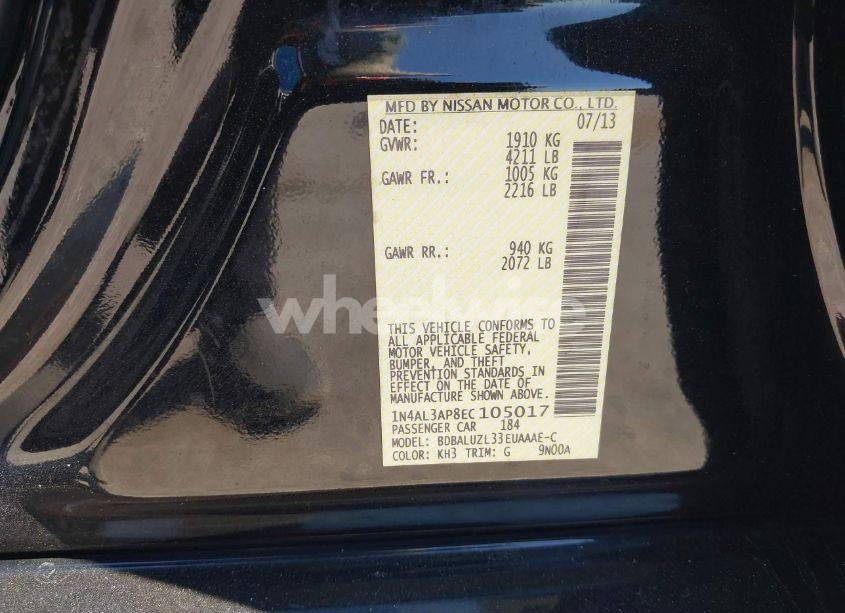 MFD BY NISSAN MOTOR CO., LTD.
DATE: 07/13
GVWR: 1910 KG
4211 LB
GAWR FR.: 1005 KG
2216 LB
GAWR RR.: 940 KG
2072 LB
wheelwise
THIS VEHICLE CONFORMS TO
ALL APPLICABLE FEDERAL
MOTOR VEHICLE SAFETY,
BUMPER, AND THEFT
PREVENTION STANDARDS IN
EFFECT ON THE DATE OF
MANUFACTURE SHOWN ABOVE.
1N4AL3AP8EC105017
PASSENGER CAR 184
MODEL: BDBALUZL33EUAAAE-C
COLOR: KH3 TRIM: G 9N00A